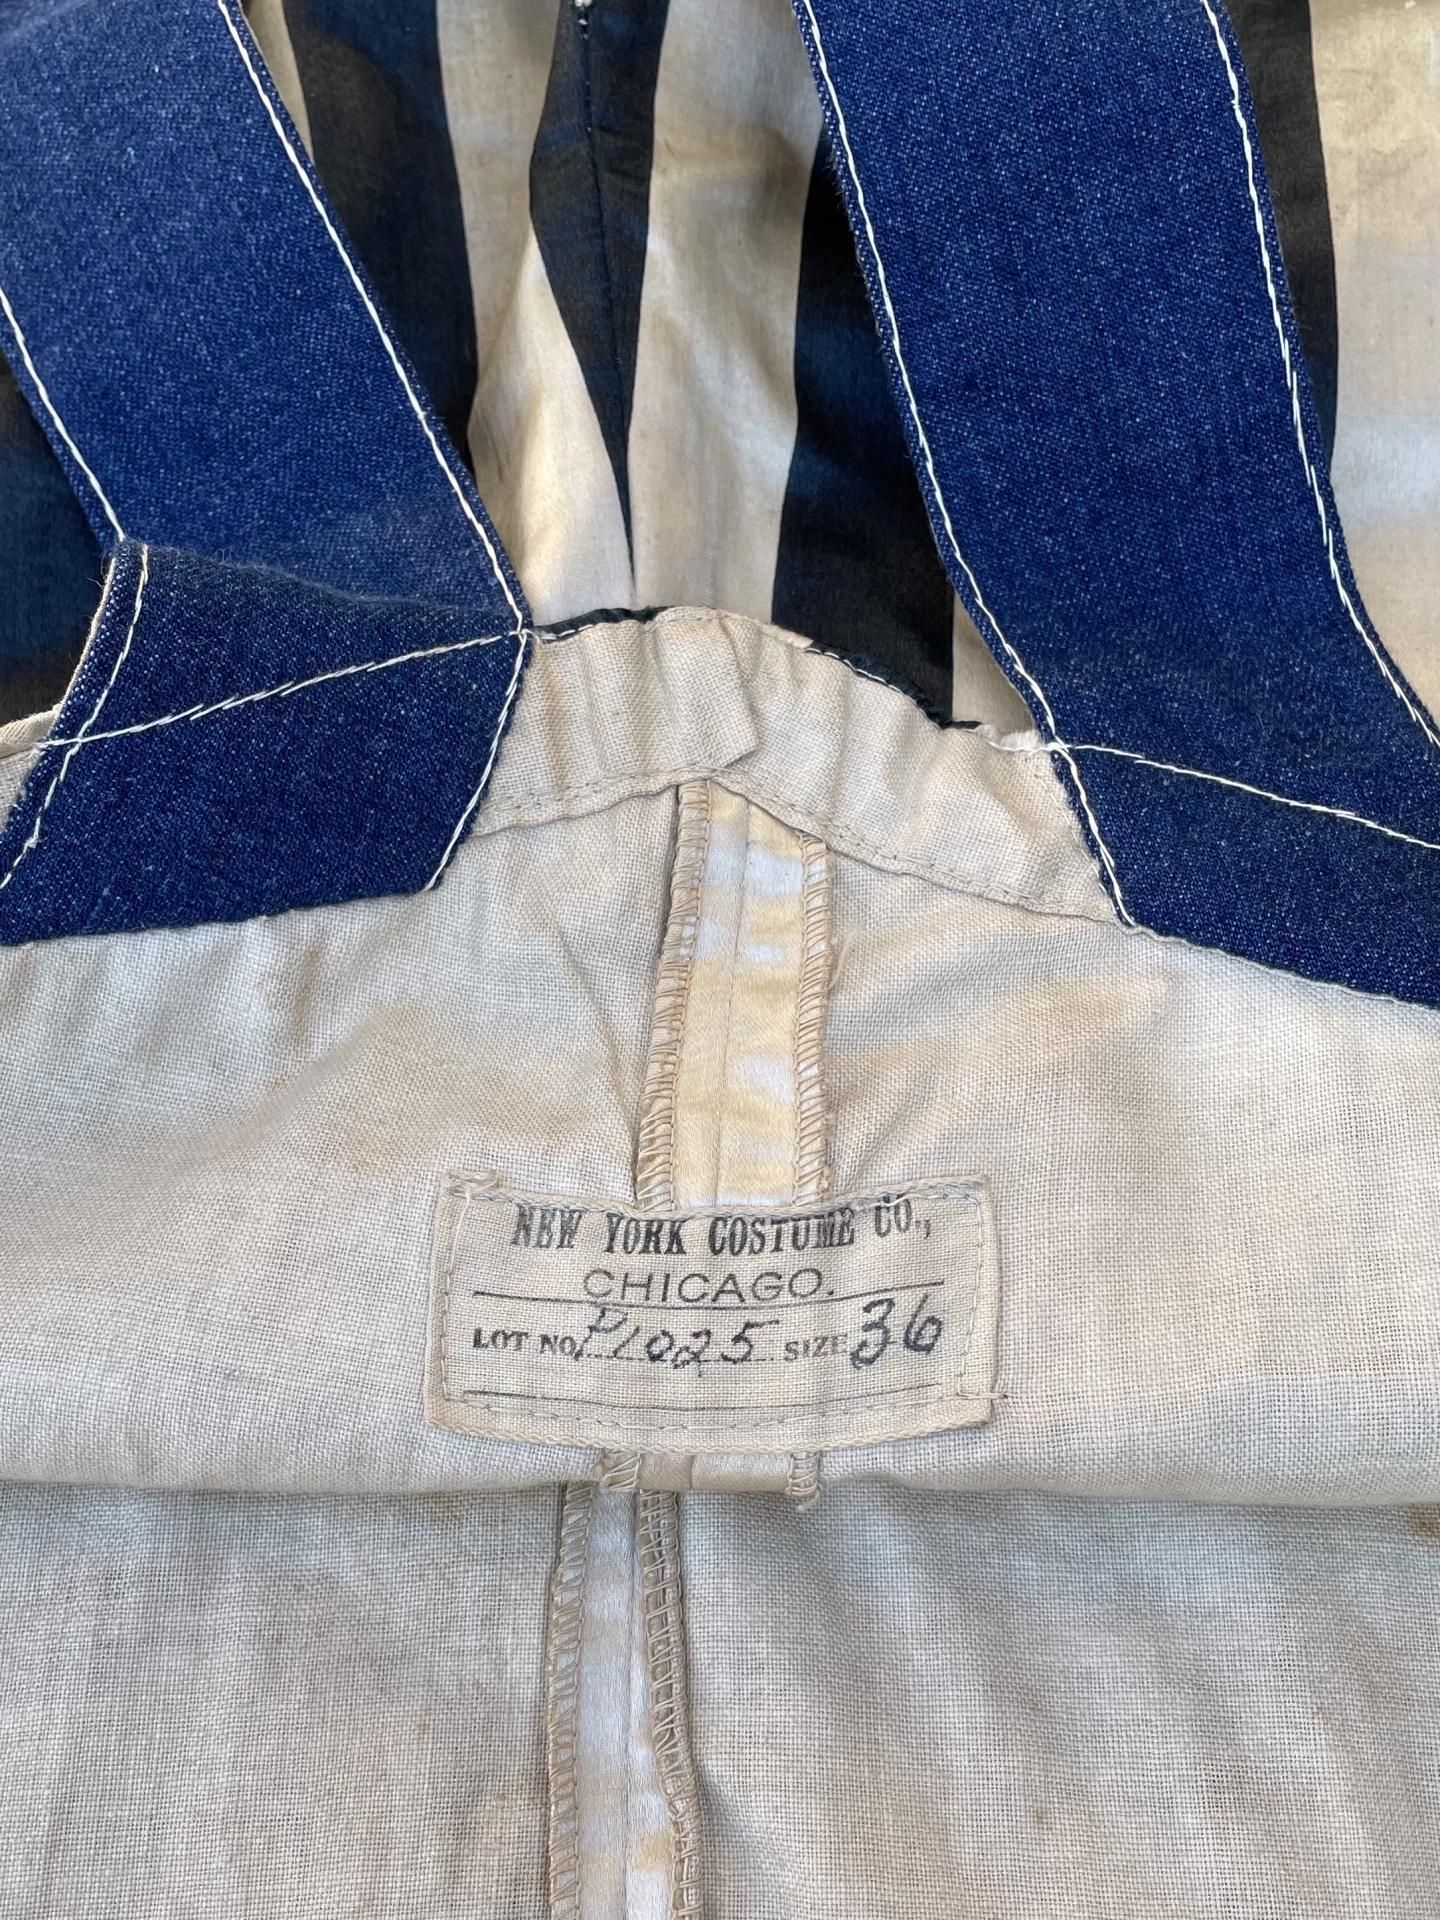 NEW YORK COSTUME CO.,
CHICAGO.
LOT NO. P1025 SIZE 36